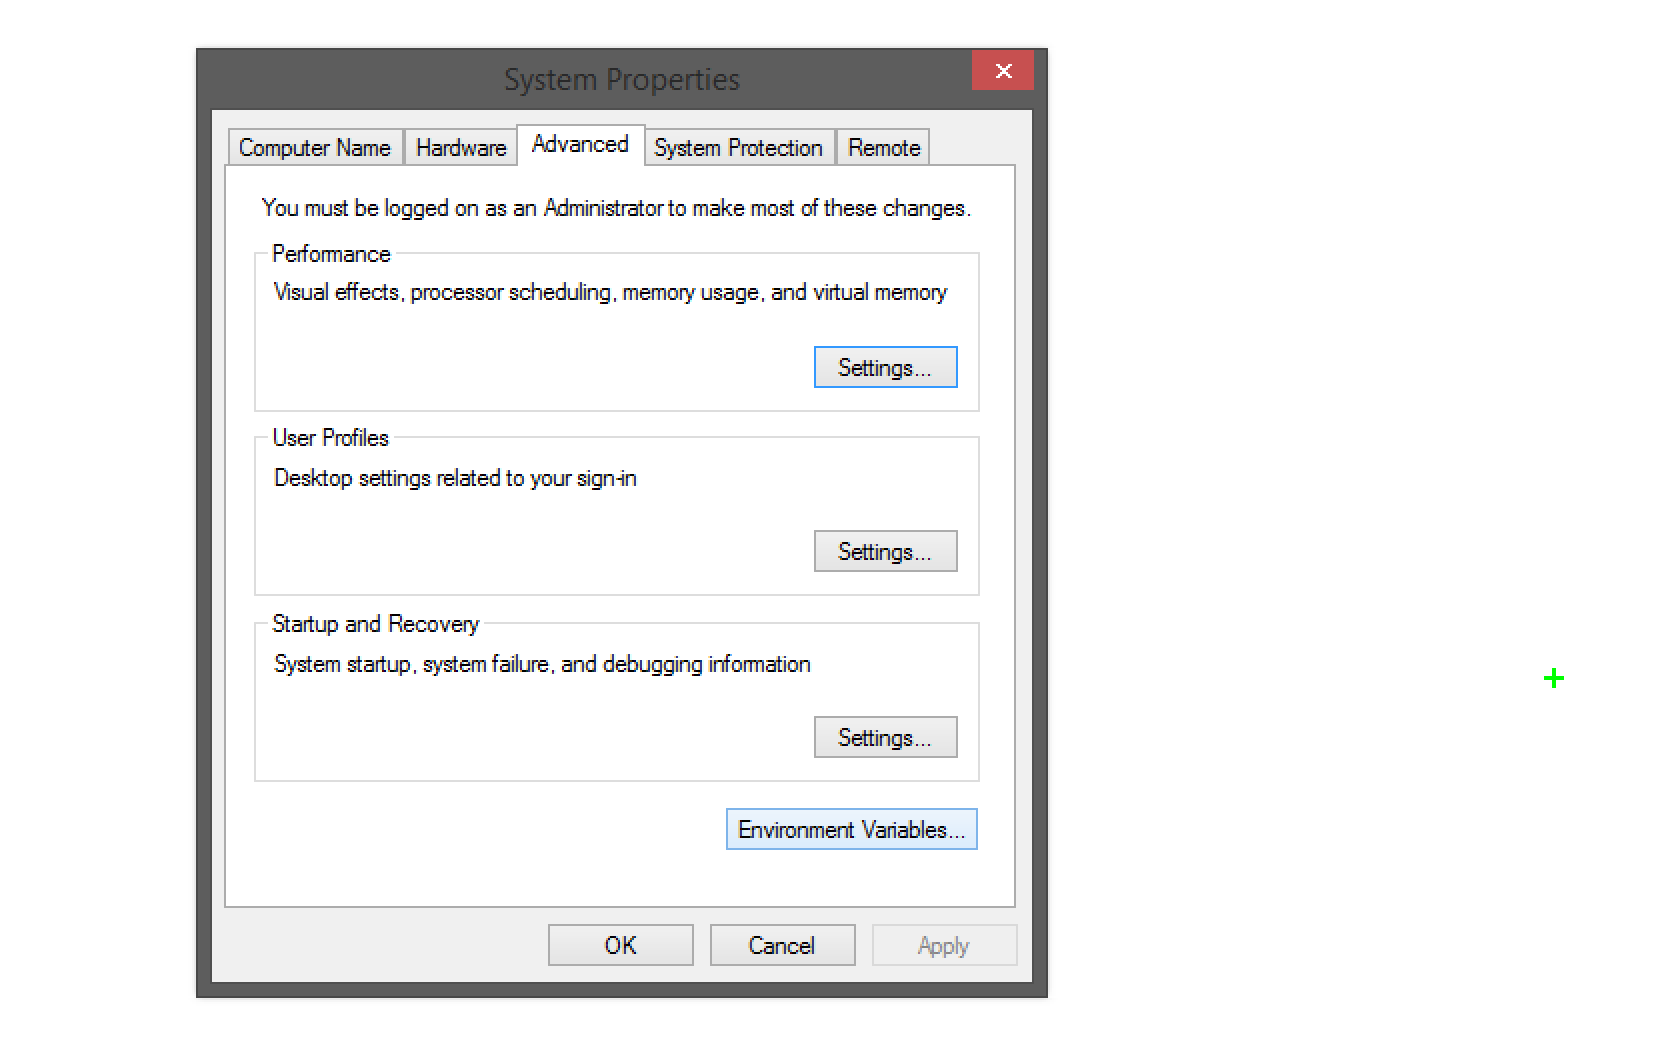 System Properties
Computer Name Hardware Advanced System Protection Remote
You must be logged on as an Administrator to make most of these changes.
Performance
Visual effects, processor scheduling, memory usage, and virtual memory
Settings...
User Profiles
Desktop settings related to your sign-in
Settings...
Startup and Recovery
System startup, system failure, and debugging information
Settings...
Environment Variables...
OK Cancel Apply